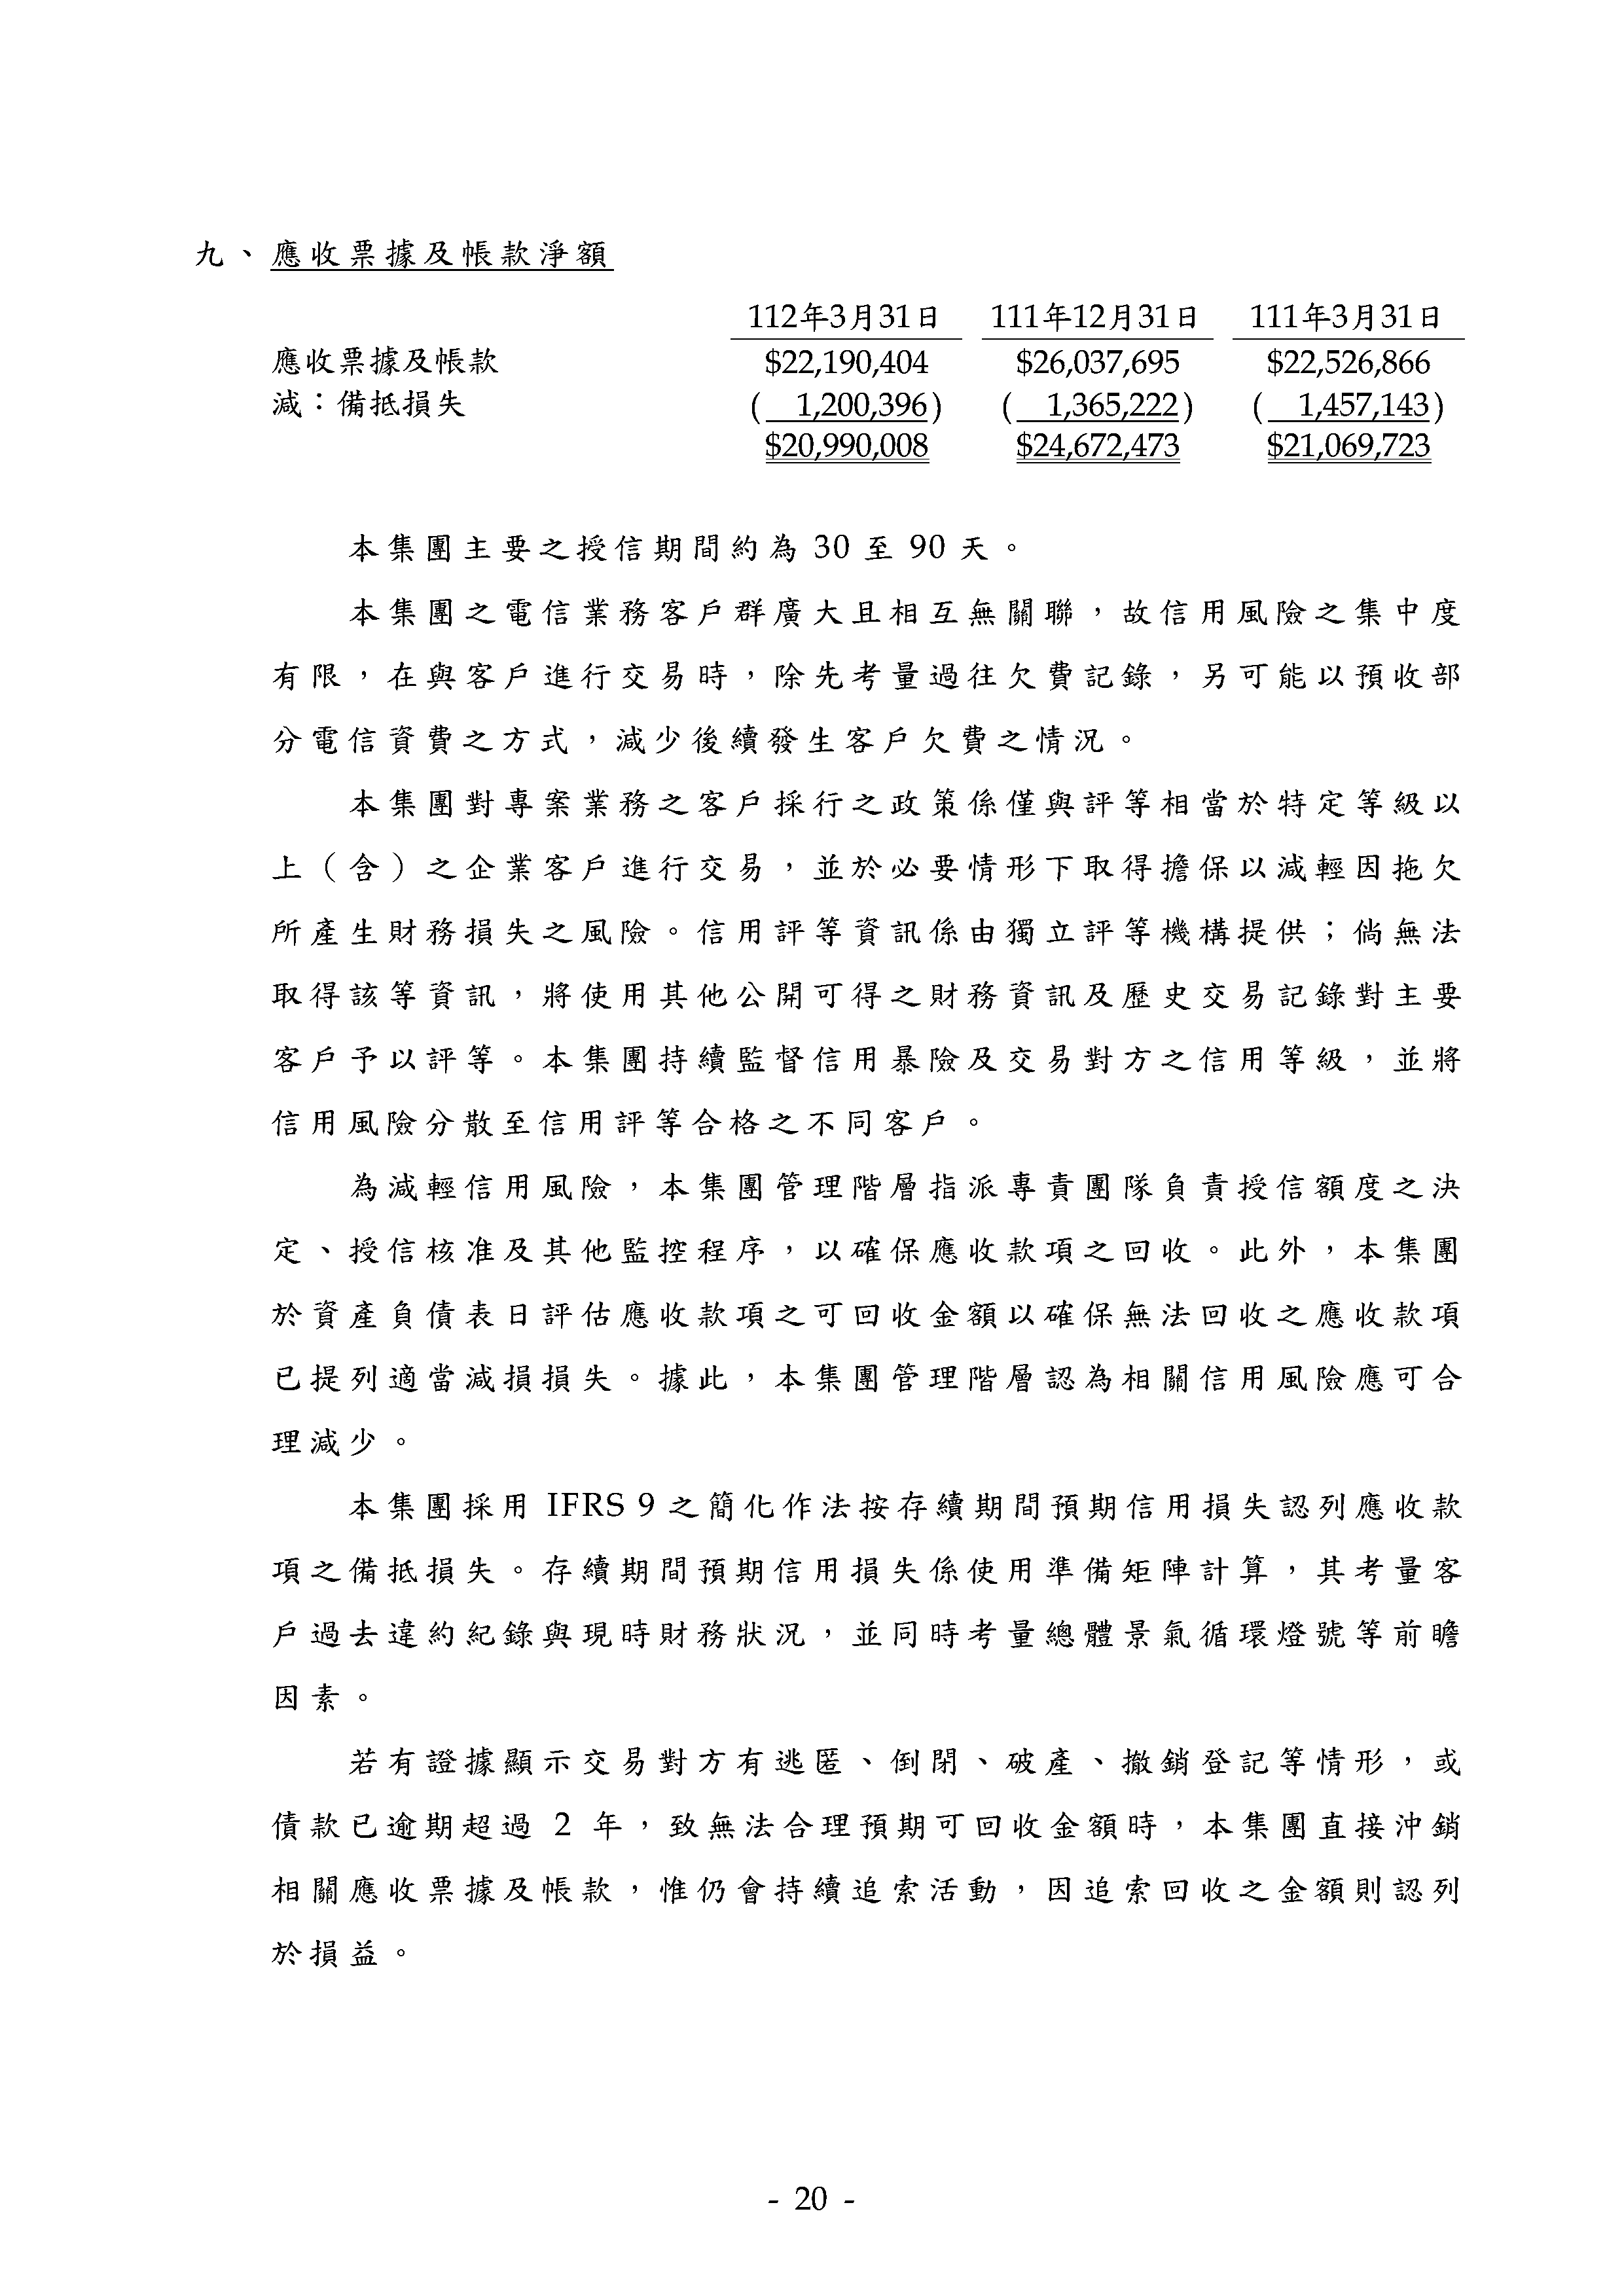 九、應收票據及帳款淨額
112年3月31日 111年12月31日 111年3月31日
應收票據及帳款 $22,190,404 $26,037,695 $22,526,866
減：備抵損失 ( 1,200,396) ( 1,365,222) ( 1,457,143)
$20,990,008 $24,672,473 $21,069,723
本集團主要之授信期間約為 30 至 90 天。
本集團之電信業務客戶群廣大且相互無關聯，故信用風險之集中度
有限，在與客戶進行交易時，除先考量過往欠費記錄，另可能以預收部
分電信資費之方式，減少後續發生客戶欠費之情況。
本集團對專案業務之客戶採行之政策係僅與評等相當於特定等級以
上（含）之企業客戶進行交易，並於必要情形下取得擔保以減輕因拖欠
所產生財務損失之風險。信用評等資訊係由獨立評等機構提供；倘無法
取得該等資訊，將使用其他公開可得之財務資訊及歷史交易記錄對主要
客戶予以評等。本集團持續監督信用暴險及交易對方之信用等級，並將
信用風險分散至信用評等合格之不同客戶。
為減輕信用風險，本集團管理階層指派專責團隊負責授信額度之決
定、授信核准及其他監控程序，以確保應收款項之回收。此外，本集團
於資產負債表日評估應收款項之可回收金額以確保無法回收之應收款項
已提列適當減損損失。據此，本集團管理階層認為相關信用風險應可合
理減少。
本集團採用 IFRS 9 之簡化作法按存續期間預期信用損失認列應收款
項之備抵損失。存續期間預期信用損失係使用準備矩陣計算，其考量客
戶過去違約紀錄與現時財務狀況，並同時考量總體景氣循環燈號等前瞻
因素。
若有證據顯示交易對方有逃匿、倒閉、破產、撤銷登記等情形，或
債款已逾期超過 2 年，致無法合理預期可回收金額時，本集團直接沖銷
相關應收票據及帳款，惟仍會持續追索活動，因追索回收之金額則認列
於損益。
- 20 -